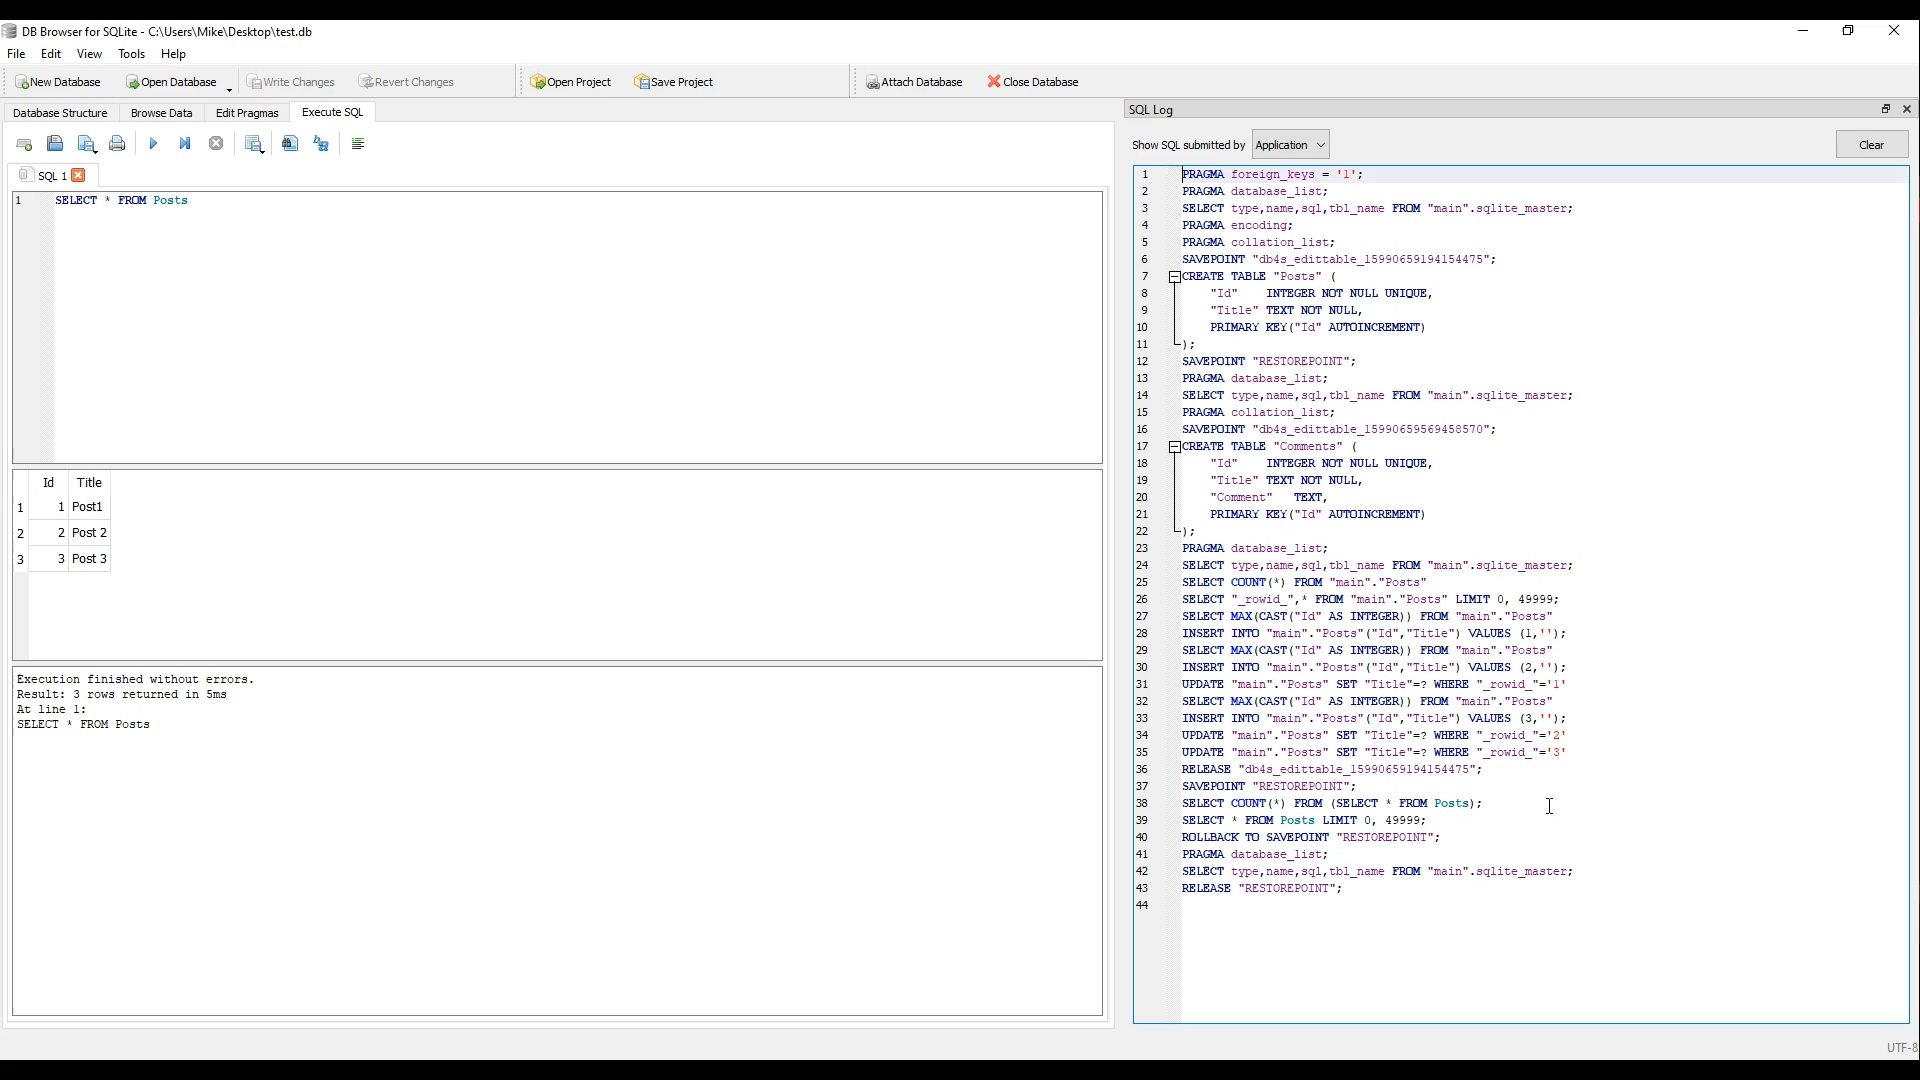 DB Browser for SQLite - C:\Users\Mike\Desktop\test.db
File Edit View Tools Help
New Database Open Database Write Changes Revert Changes Open Project Save Project Attach Database Close Database
Database Structure Browse Data Edit Pragmas Execute SQL
SQL 1
1 SELECT * FROM Posts
Id Title
1 1 Post1
2 2 Post 2
3 3 Post 3
Execution finished without errors.
Result: 3 rows returned in 5ms
At line 1:
SELECT * FROM Posts
SQL Log
Show SQL submitted by Application Clear
1 PRAGMA foreign_keys = '1';
2 PRAGMA database_list;
3 SELECT type,name,sql,tbl_name FROM "main".sqlite_master;
4 PRAGMA encoding;
5 PRAGMA collation_list;
6 SAVEPOINT "db4s_edittable_15990659194154475";
7 CREATE TABLE "Posts" (
8 "Id" INTEGER NOT NULL UNIQUE,
9 "Title" TEXT NOT NULL,
10 PRIMARY KEY("Id" AUTOINCREMENT)
11 );
12 SAVEPOINT "RESTOREPOINT";
13 PRAGMA database_list;
14 SELECT type,name,sql,tbl_name FROM "main".sqlite_master;
15 PRAGMA collation_list;
16 SAVEPOINT "db4s_edittable_15990659569458570";
17 CREATE TABLE "Comments" (
18 "Id" INTEGER NOT NULL UNIQUE,
19 "Title" TEXT NOT NULL,
20 "Comment" TEXT,
21 PRIMARY KEY("Id" AUTOINCREMENT)
22 );
23 PRAGMA database_list;
24 SELECT type,name,sql,tbl_name FROM "main".sqlite_master;
25 SELECT COUNT(*) FROM "main"."Posts"
26 SELECT "_rowid_",* FROM "main"."Posts" LIMIT 0, 49999;
27 SELECT MAX(CAST("Id" AS INTEGER)) FROM "main"."Posts"
28 INSERT INTO "main"."Posts"("Id","Title") VALUES (1,'');
29 SELECT MAX(CAST("Id" AS INTEGER)) FROM "main"."Posts"
30 INSERT INTO "main"."Posts"("Id","Title") VALUES (2,'');
31 UPDATE "main"."Posts" SET "Title"=? WHERE "_rowid_"='1'
32 SELECT MAX(CAST("Id" AS INTEGER)) FROM "main"."Posts"
33 INSERT INTO "main"."Posts"("Id","Title") VALUES (3,'');
34 UPDATE "main"."Posts" SET "Title"=? WHERE "_rowid_"='2'
35 UPDATE "main"."Posts" SET "Title"=? WHERE "_rowid_"='3'
36 RELEASE "db4s_edittable_15990659194154475";
37 SAVEPOINT "RESTOREPOINT";
38 SELECT COUNT(*) FROM (SELECT * FROM Posts);
39 SELECT * FROM Posts LIMIT 0, 49999;
40 ROLLBACK TO SAVEPOINT "RESTOREPOINT";
41 PRAGMA database_list;
42 SELECT type,name,sql,tbl_name FROM "main".sqlite_master;
43 RELEASE "RESTOREPOINT";
44
UTF-8